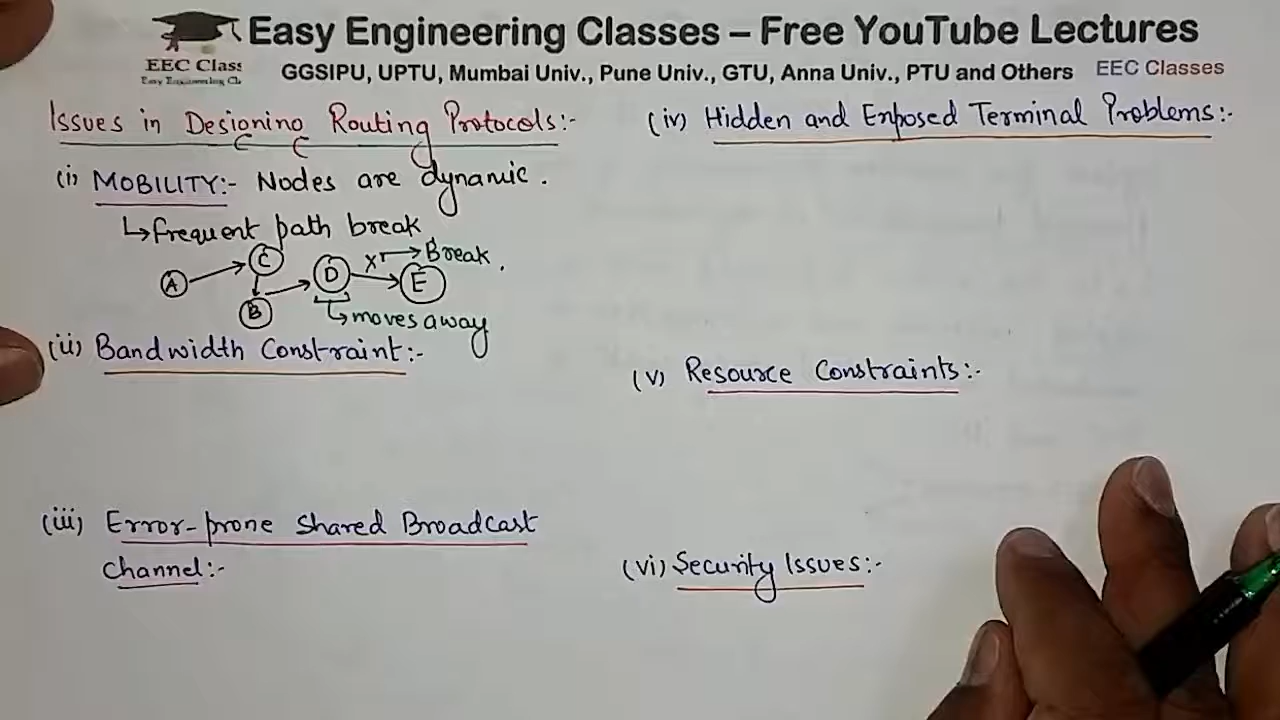 Easy Engineering Classes – Free YouTube Lectures
EEC Class
Easy Engineering Cl
GGSIPU, UPTU, Mumbai Univ., Pune Univ., GTU, Anna Univ., PTU and Others
EEC Classes
Issues in Designing Routing Protocols:-
(i) MOBILITY:- Nodes are dynamic.
↳ frequent path break
A C B D E
x → Break.
↳ moves away
(ii) Bandwidth Constraint:-
(iii) Error-prone Shared Broadcast
Channel:-
(iv) Hidden and Exposed Terminal Problems:-
(v) Resource Constraints:-
(vi) Security Issues:-